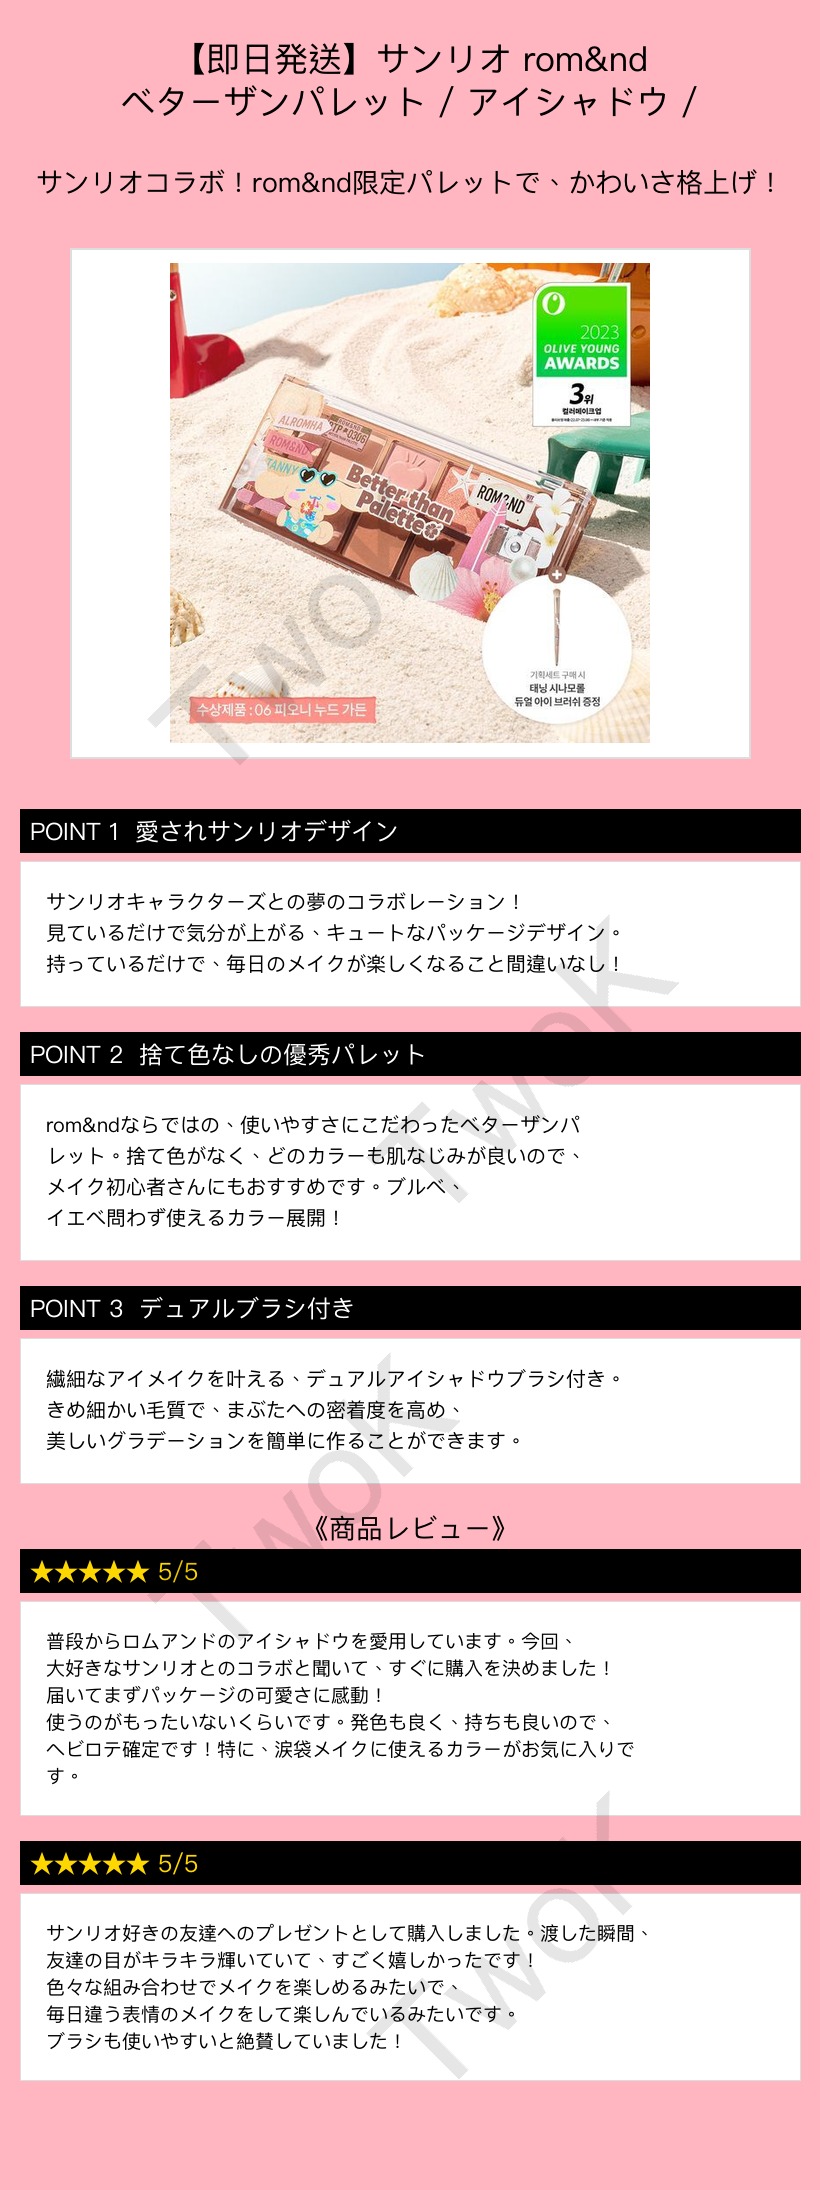 【即日発送】サンリオ rom&nd
ベターザンパレット / アイシャドウ /
サンリオコラボ！rom&nd限定パレットで、かわいさ格上げ！
2023
OLIVE YOUNG
AWARDS
3위
컬러메이크업
ALROMHA
ROM&ND
TANNY
Better than
Palette
ROM&ND
기획세트 구매 시
태닝 시나모롤
듀얼 아이 브러쉬 증정
수상제품 : 06 피오니 누드 가든
POINT 1 愛されサンリオデザイン
サンリオキャラクターズとの夢のコラボレーション！
見ているだけで気分が上がる、キュートなパッケージデザイン。
持っているだけで、毎日のメイクが楽しくなること間違いなし！
POINT 2 捨て色なしの優秀パレット
rom&ndならではの、使いやすさにこだわったベターザンパ
レット。捨て色がなく、どのカラーも肌なじみが良いので、
メイク初心者さんにもおすすめです。ブルベ、
イエベ問わず使えるカラー展開！
POINT 3 デュアルブラシ付き
繊細なアイメイクを叶える、デュアルアイシャドウブラシ付き。
きめ細かい毛質で、まぶたへの密着度を高め、
美しいグラデーションを簡単に作ることができます。
《商品レビュー》
★★★★★ 5/5
普段からロムアンドのアイシャドウを愛用しています。今回、
大好きなサンリオとのコラボと聞いて、すぐに購入を決めました！
届いてまずパッケージの可愛さに感動！
使うのがもったいないくらいです。発色も良く、持ちも良いので、
ヘビロテ確定です！特に、涙袋メイクに使えるカラーがお気に入りで
す。
★★★★★ 5/5
サンリオ好きの友達へのプレゼントとして購入しました。渡した瞬間、
友達の目がキラキラ輝いていて、すごく嬉しかったです！
色々な組み合わせでメイクを楽しめるみたいで、
毎日違う表情のメイクをして楽しんでいるみたいです。
ブラシも使いやすいと絶賛していました！
TwoK
TwoK
TwoK
TwoK